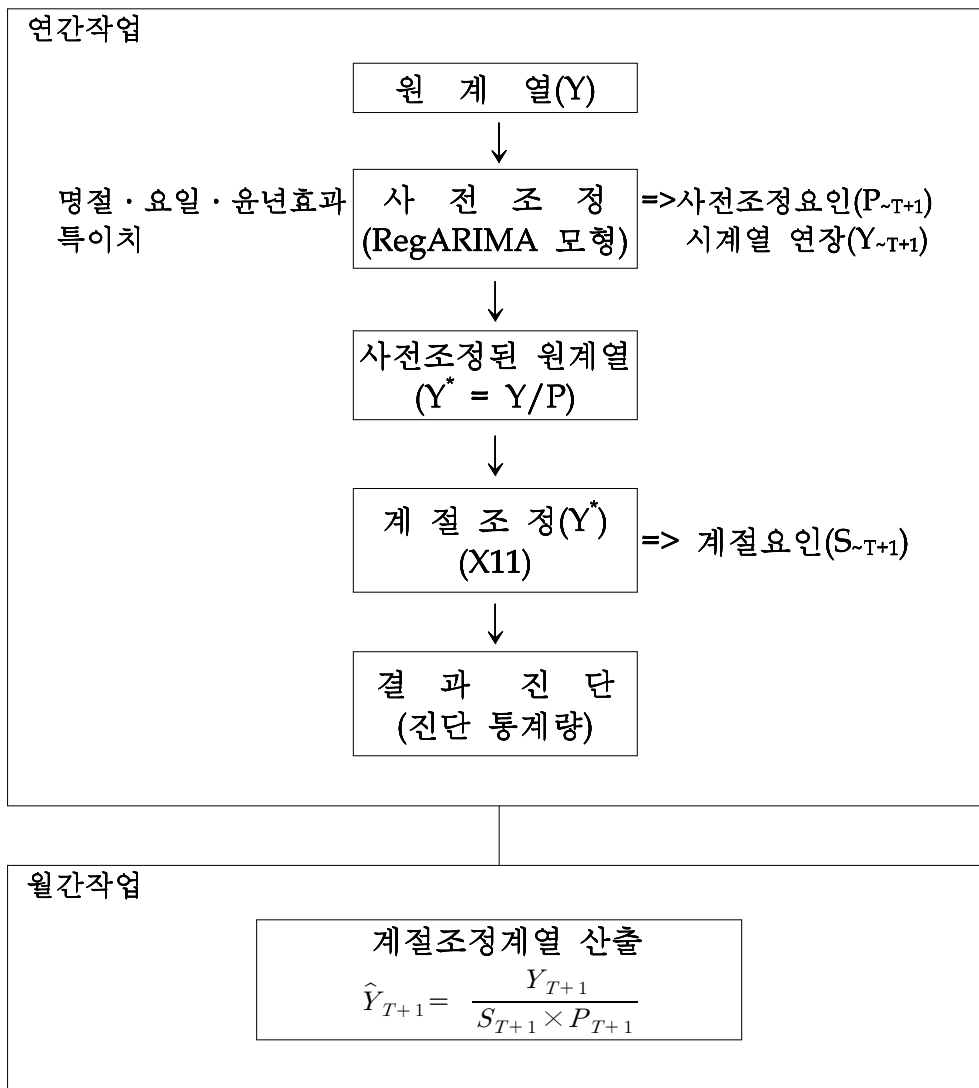 연간작업
원 계 열(Y)
명절·요일·윤년효과
특이치
사 전 조 정
(RegARIMA 모형)
=>사전조정요인(P~T+1)
시계열 연장(Y~T+1)
사전조정된 원계열
(Y* = Y/P)
계 절 조 정(Y*)
(X11)
=> 계절요인(S~T+1)
결 과 진 단
(진단 통계량)
월간작업
계절조정계열 산출
Ŷ_{T+1} = Y_{T+1} / (S_{T+1} × P_{T+1})